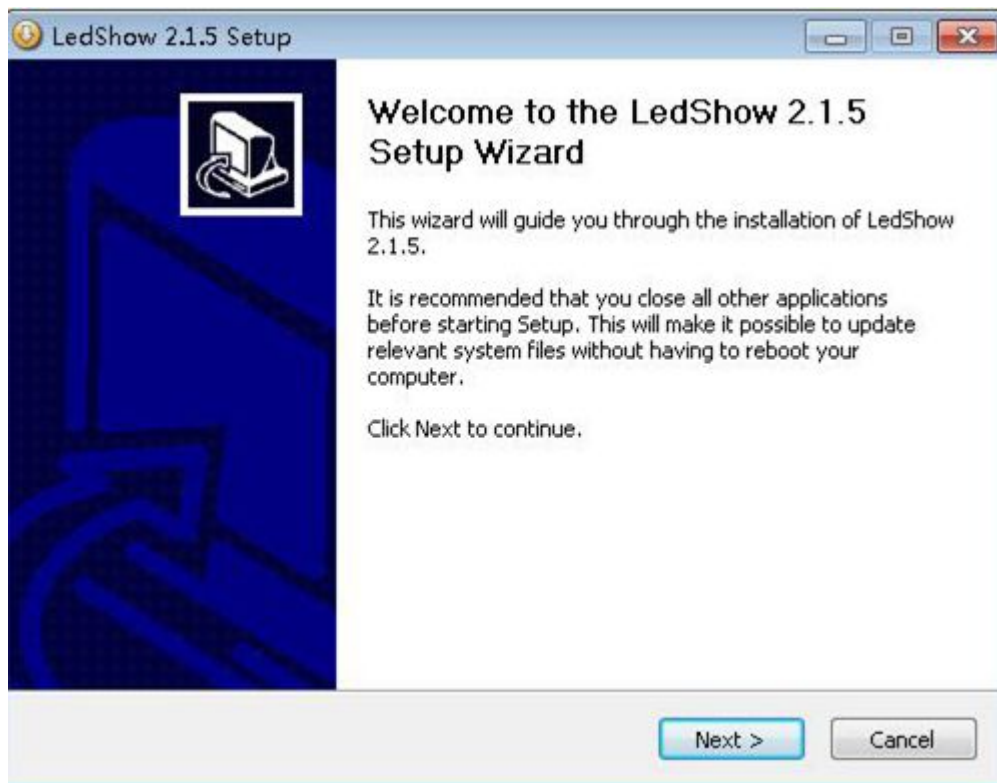 LedShow 2.1.5 Setup
Welcome to the LedShow 2.1.5
Setup Wizard
This wizard will guide you through the installation of LedShow
2.1.5.
It is recommended that you close all other applications
before starting Setup. This will make it possible to update
relevant system files without having to reboot your
computer.
Click Next to continue.
Next >
Cancel